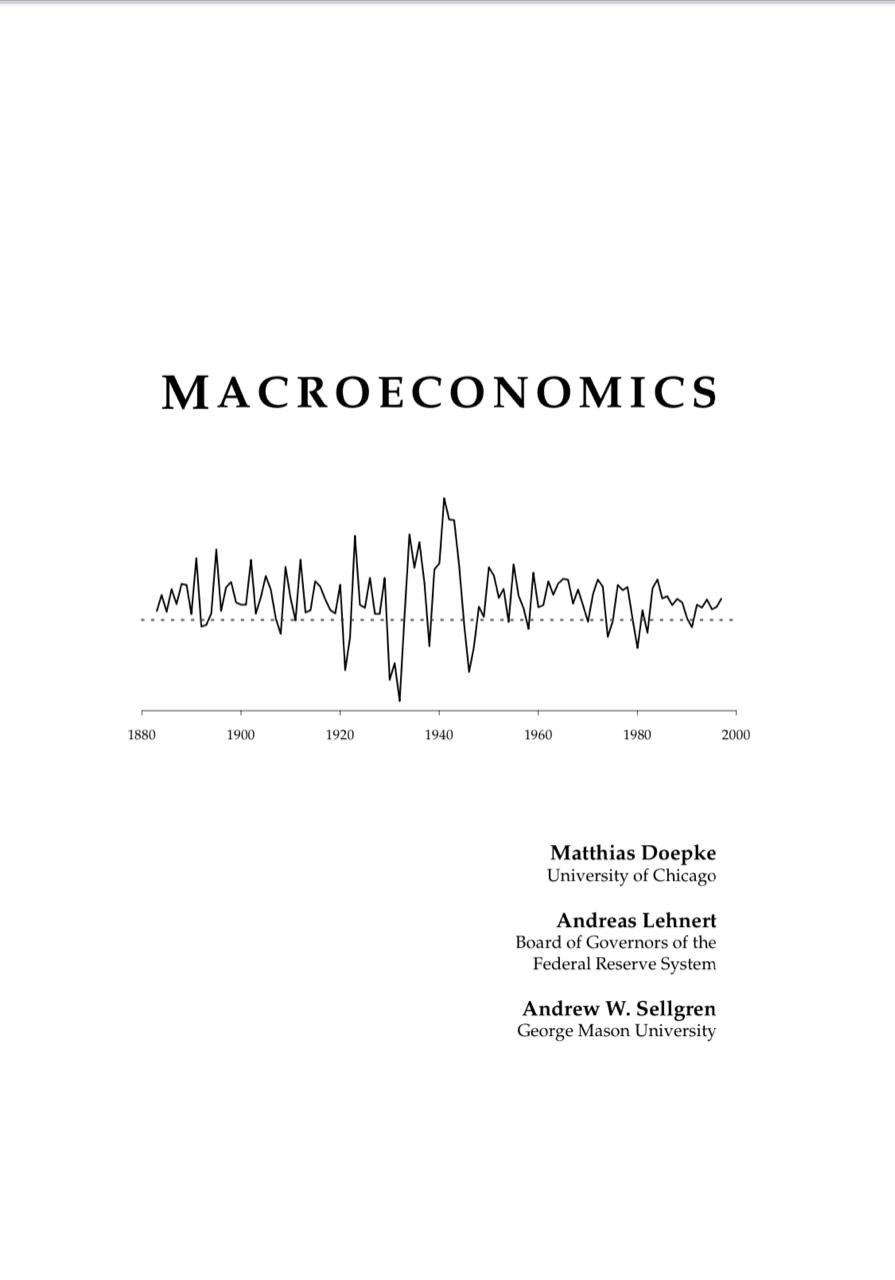 MACROECONOMICS
1880 1900 1920 1940 1960 1980 2000
Matthias Doepke
University of Chicago
Andreas Lehnert
Board of Governors of the
Federal Reserve System
Andrew W. Sellgren
George Mason University